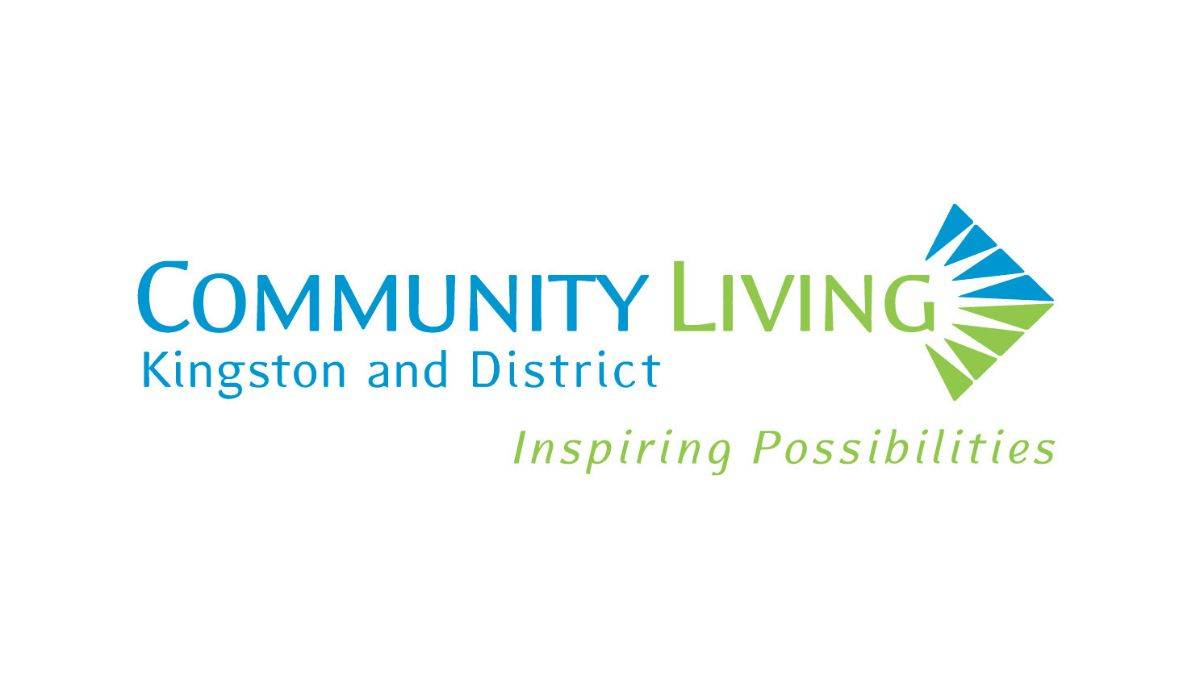 COMMUNITY LIVING
Kingston and District
Inspiring Possibilities